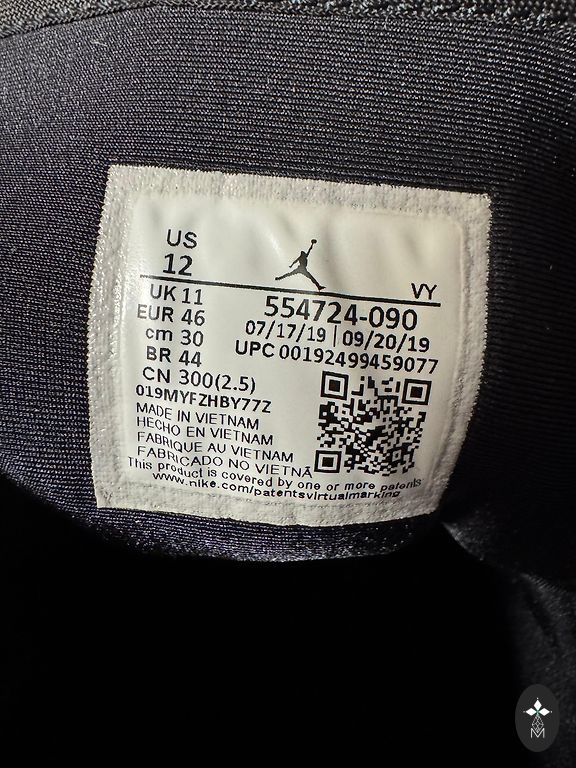 US
12
VY
UK 11
EUR 46
cm 30
BR 44
CN 300(2.5)
554724-090
07/17/19 | 09/20/19
UPC 00192499459077
019MYFZHBY77Z
MADE IN VIETNAM
HECHO EN VIETNAM
FABRIQUE AU VIETNAM
FABRICADO NO VIETNÃ
This product is covered by one or more patents
www.nike.com/patentsvirtualmarking
M